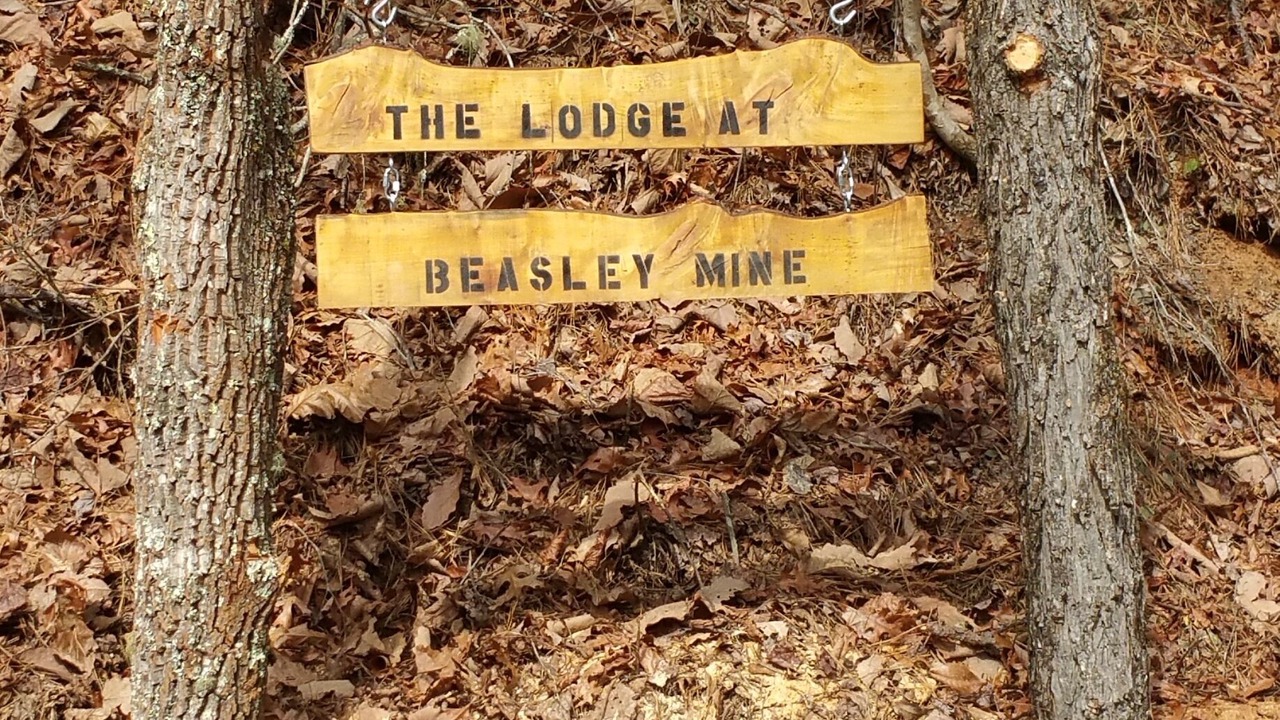 THE LODGE AT
BEASLEY MINE